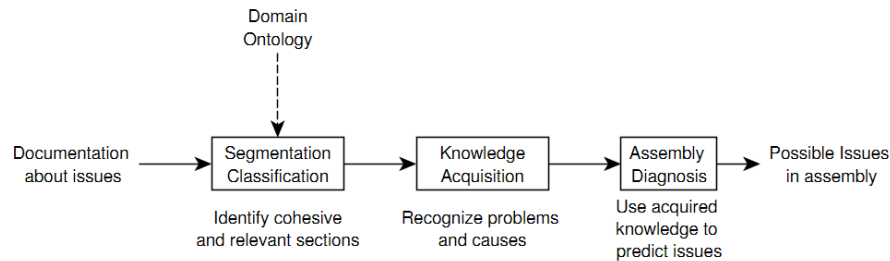 Domain
Ontology
Documentation
about issues
Segmentation
Classification
Knowledge
Acquisition
Assembly
Diagnosis
Possible Issues
in assembly
Identify cohesive
and relevant sections
Recognize problems
and causes
Use acquired
knowledge to
predict issues